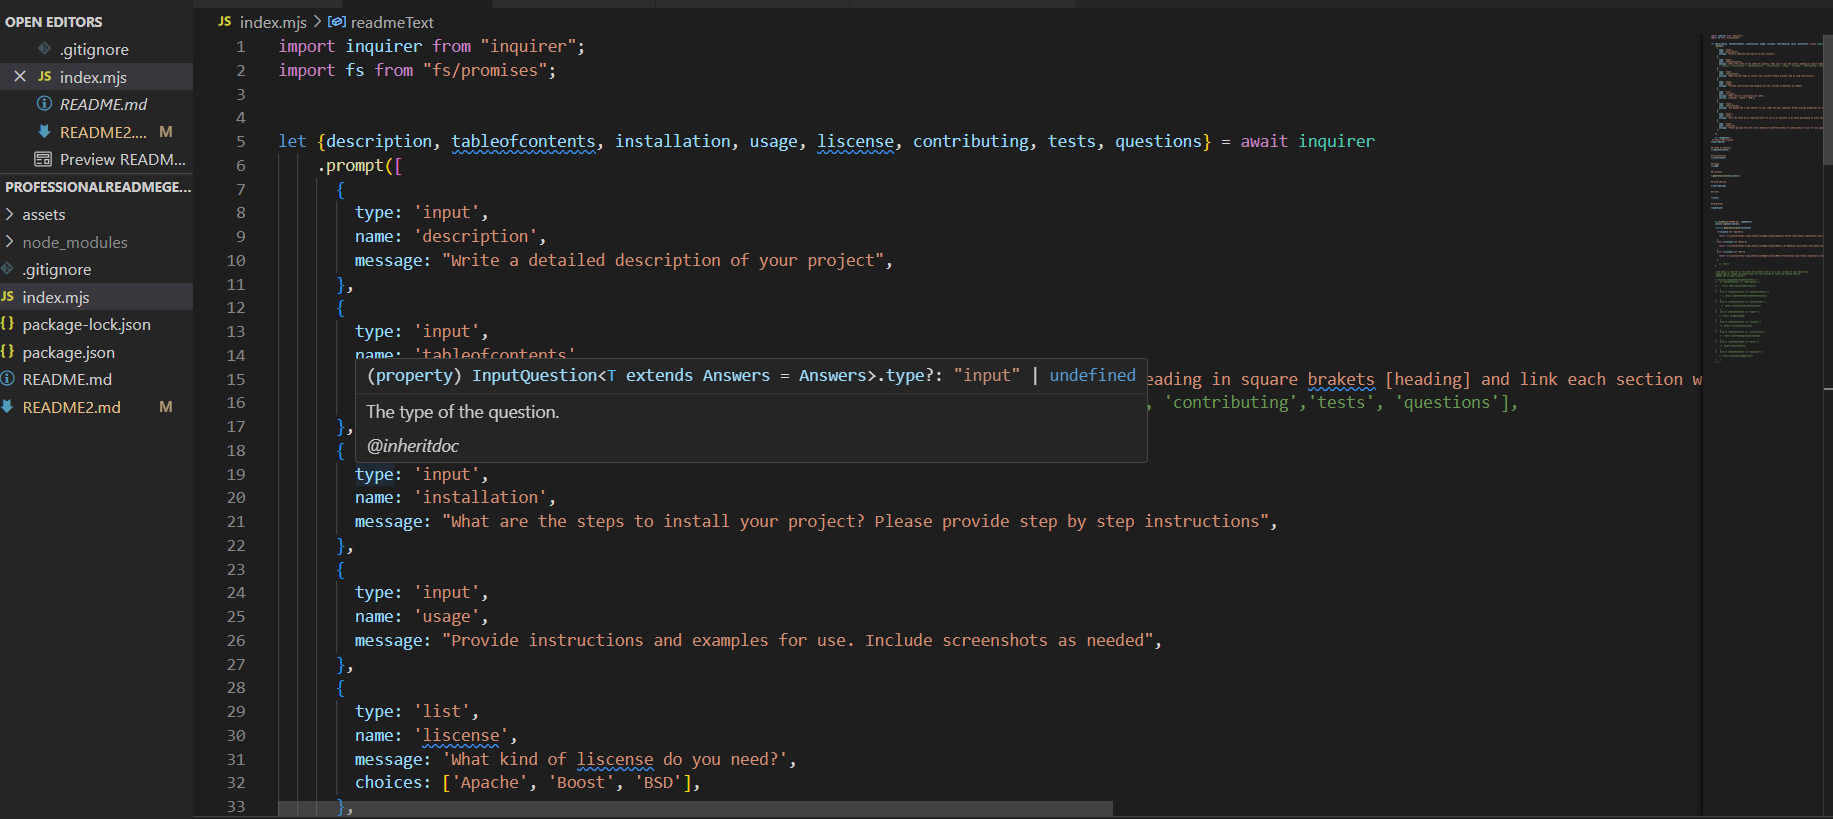 OPEN EDITORS
.gitignore
JS index.mjs
README.md
README2.... M
Preview READM...
PROFESSIONALREADMEGE...
assets
node_modules
.gitignore
JS index.mjs
{} package-lock.json
{} package.json
README.md
README2.md M
JS index.mjs > readmeText
1 import inquirer from "inquirer";
2 import fs from "fs/promises";
3
4
5 let {description, tableofcontents, installation, usage, liscense, contributing, tests, questions} = await inquirer
6 .prompt([
7 {
8 type: 'input',
9 name: 'description',
10 message: "Write a detailed description of your project",
11 },
12 {
13 type: 'input',
14 name: 'tableofcontents'
(property) InputQuestion<T extends Answers = Answers>.type?: "input" | undefined
The type of the question.
@inheritdoc
15 eading in square brakets [heading] and link each section w
16 , 'contributing','tests', 'questions'],
17 },
18 {
19 type: 'input',
20 name: 'installation',
21 message: "What are the steps to install your project? Please provide step by step instructions",
22 },
23 {
24 type: 'input',
25 name: 'usage',
26 message: "Provide instructions and examples for use. Include screenshots as needed",
27 },
28 {
29 type: 'list',
30 name: 'liscense',
31 message: 'What kind of liscense do you need?',
32 choices: ['Apache', 'Boost', 'BSD'],
33 },